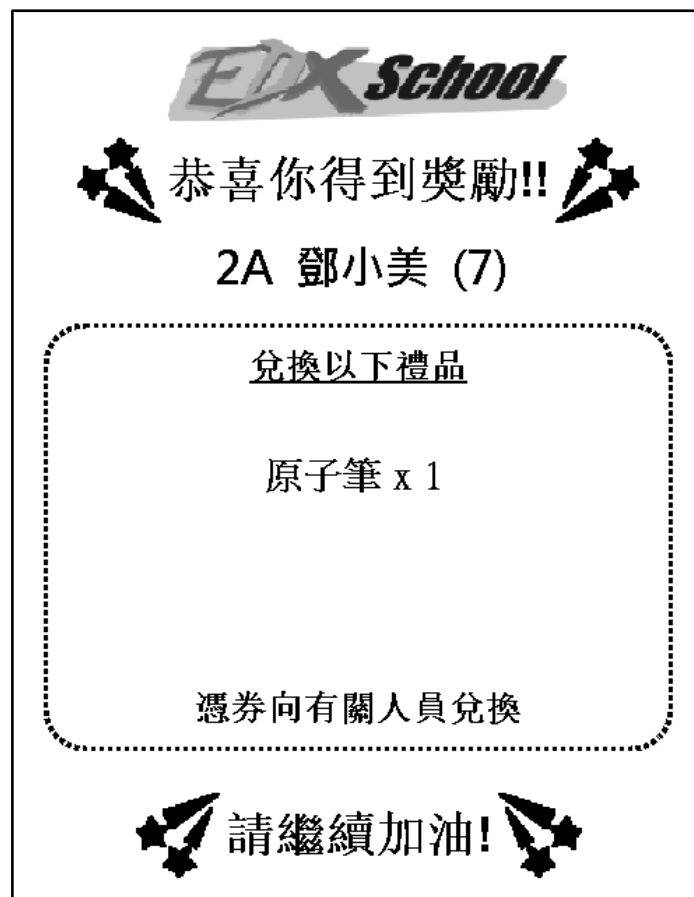 EDX School
恭喜你得到獎勵!!
2A 鄧小美 (7)
兌換以下禮品
原子筆 x 1
憑券向有關人員兌換
請繼續加油!